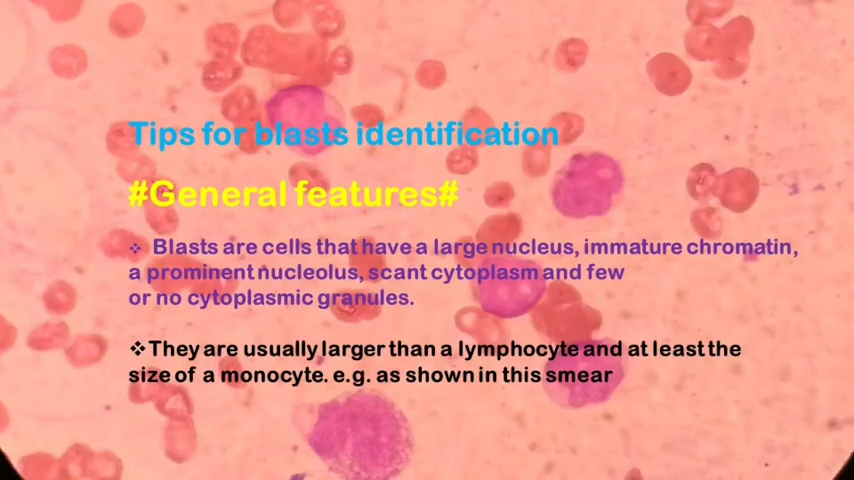 Tips for blasts identification
#General features#
❖ Blasts are cells that have a large nucleus, immature chromatin,
a prominent nucleolus, scant cytoplasm and few
or no cytoplasmic granules.
❖They are usually larger than a lymphocyte and at least the
size of a monocyte. e.g. as shown in this smear